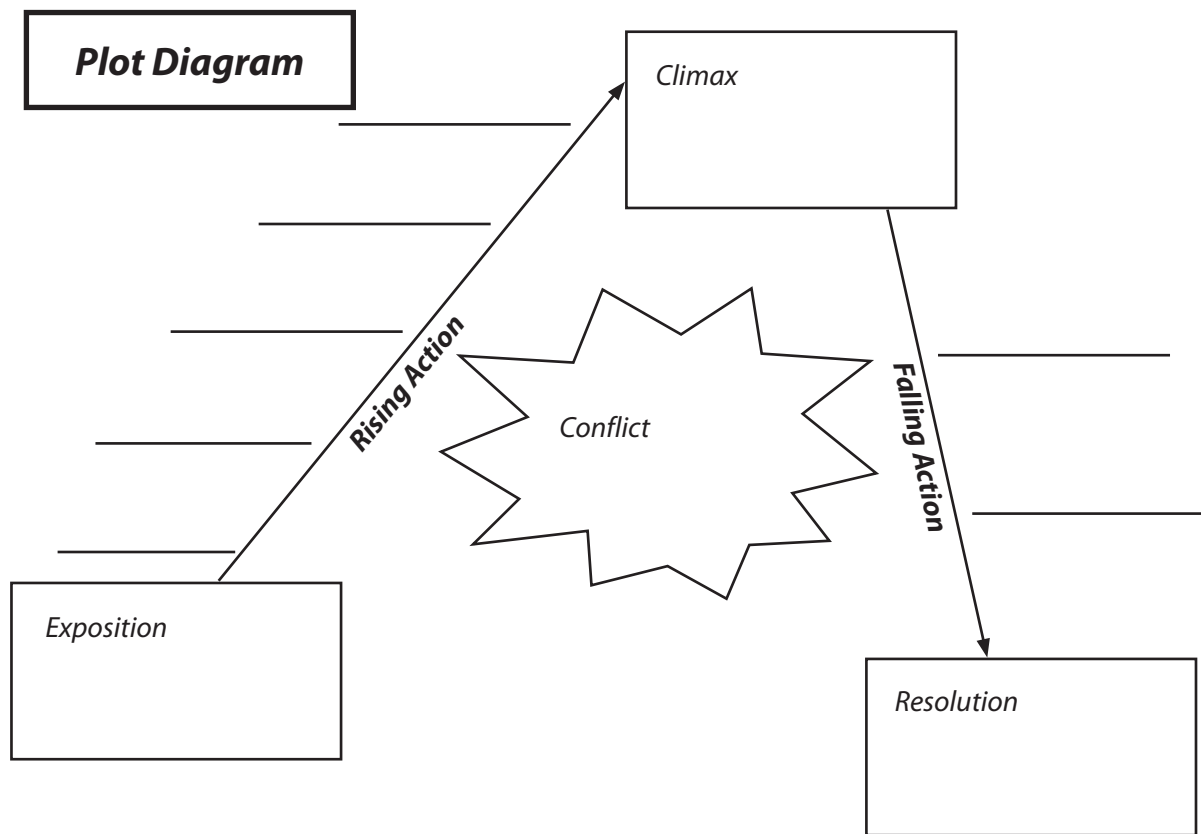 Plot Diagram
Climax
Rising Action
Conflict
Falling Action
Exposition
Resolution